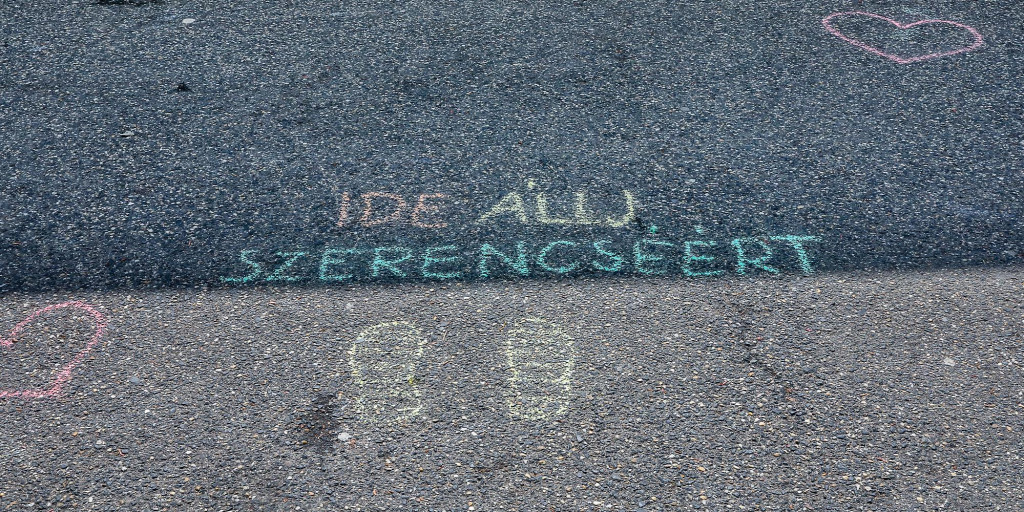 IDE ÁLLJ
SZERENCSÉÉRT